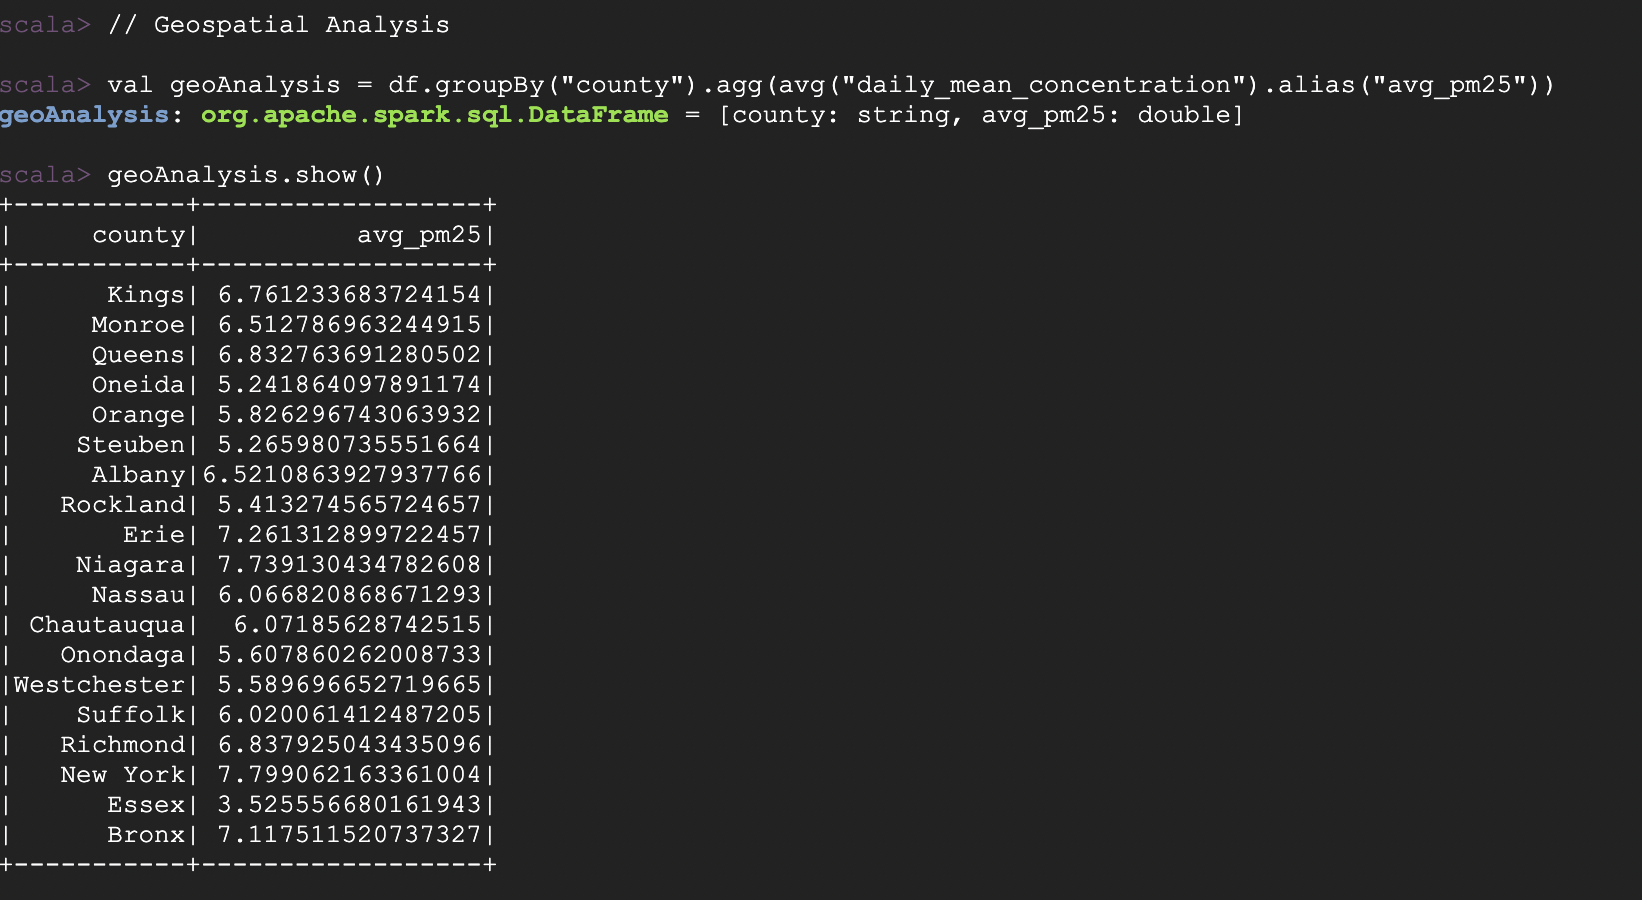 scala> // Geospatial Analysis
scala> val geoAnalysis = df.groupBy("county").agg(avg("daily_mean_concentration").alias("avg_pm25"))
geoAnalysis: org.apache.spark.sql.DataFrame = [county: string, avg_pm25: double]
scala> geoAnalysis.show()
+-----------+------------------+
|     county|          avg_pm25|
+-----------+------------------+
|      Kings| 6.761233683724154|
|     Monroe| 6.512786963244915|
|     Queens| 6.832763691280502|
|     Oneida| 5.241864097891174|
|     Orange| 5.826296743063932|
|    Steuben| 5.265980735551664|
|     Albany|6.5210863927937766|
|   Rockland| 5.413274565724657|
|       Erie| 7.261312899722457|
|    Niagara| 7.739130434782608|
|     Nassau| 6.066820868671293|
| Chautauqua|  6.07185628742515|
|   Onondaga| 5.607860262008733|
|Westchester| 5.589696652719665|
|    Suffolk| 6.020061412487205|
|   Richmond| 6.837925043435096|
|   New York| 7.799062163361004|
|      Essex| 3.525556680161943|
|      Bronx| 7.117511520737327|
+-----------+------------------+